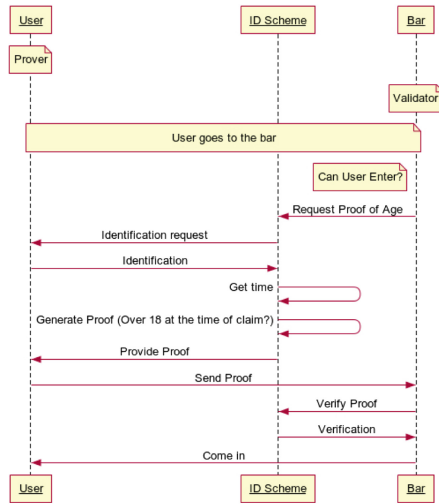 User
ID Scheme
Bar
Prover
Validator
User goes to the bar
Can User Enter?
Request Proof of Age
Identification request
Identification
Get time
Generate Proof (Over 18 at the time of claim?)
Provide Proof
Send Proof
Verify Proof
Verification
Come in
User
ID Scheme
Bar